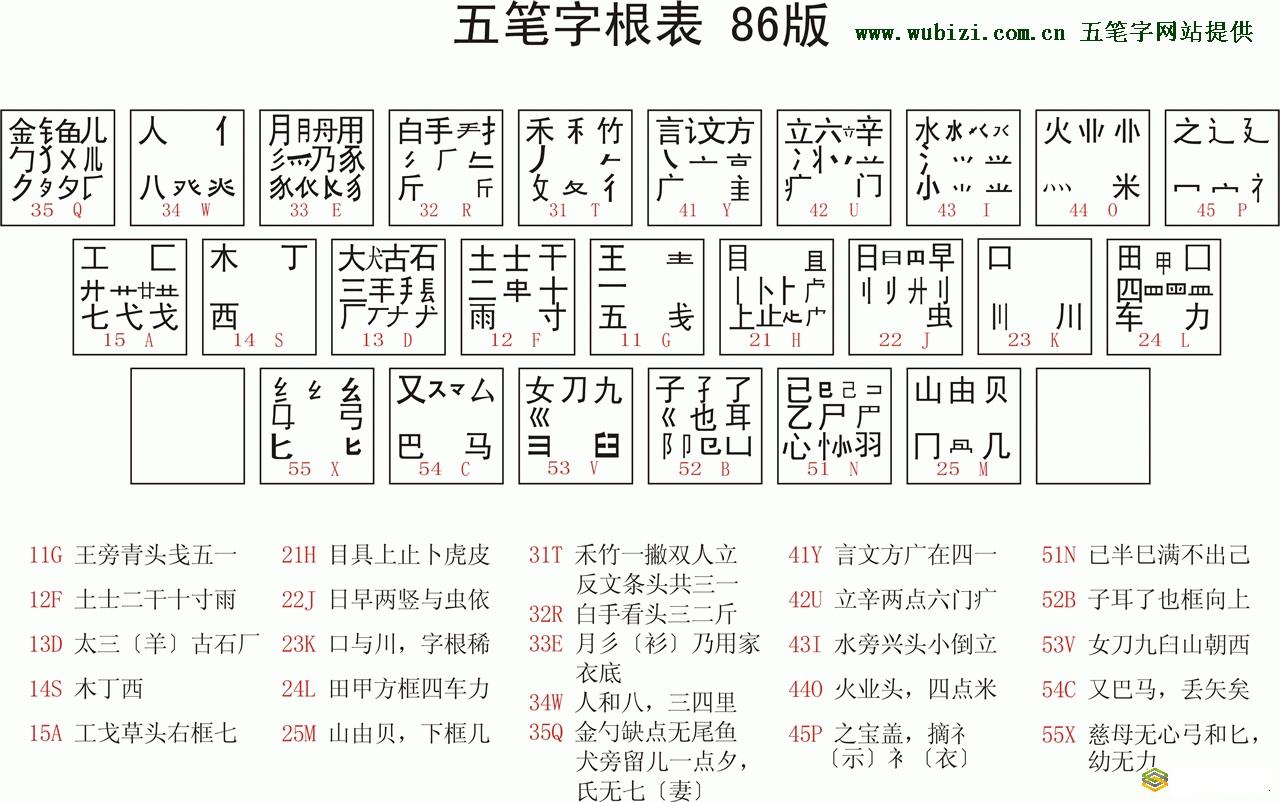 五笔字根表 86版 www.wubizi.com.cn 五笔字网站提供
金钅鱼儿 人 亻 月用 白手扌 禾竹 言讠文方 立六辛 水 火 之辶廴
勹犭乂 彡乃豕 彡厂 丿 丶亠 冫丬丷 氵
夕 八 衣 斤 攵夂彳 广 疒 门 小 灬 米 冖宀礻
35 Q 34 W 33 E 32 R 31 T 41 Y 42 U 43 I 44 O 45 P
工 匚 木 丁 大犬古石 土士干 王 目且 日早 口 田甲囗
廾艹廿 三 二十 一 丨卜 刂 四皿
七弋戈 西 厂 雨 寸 五 戋 上止 虫 川 车 力
15 A 14 S 13 D 12 F 11 G 21 H 22 J 23 K 24 L
纟幺 又スマ厶 女刀九 子孑了 已巳己コ 山由贝
弓 巛 巜也耳 乙尸
匕 巴 马 彐 臼 阝卩凵 心忄羽 冂 几
55 X 54 C 53 V 52 B 51 N 25 M
11G 王旁青头戋五一
12F 土士二干十寸雨
13D 太三〔羊〕古石厂
14S 木丁西
15A 工戈草头右框七
21H 目具上止卜虎皮
22J 日早两竖与虫依
23K 口与川，字根稀
24L 田甲方框四车力
25M 山由贝，下框几
31T 禾竹一撇双人立
反文条头共三一
32R 白手看头三二斤
33E 月彡〔衫〕乃用家
衣底
34W 人和八，三四里
35Q 金勺缺点无尾鱼
犬旁留儿一点夕，
氏无七〔妻〕
41Y 言文方广在四一
42U 立辛两点六门疒
43I 水旁兴头小倒立
44O 火业头，四点米
45P 之宝盖，摘礻
〔示〕衤〔衣〕
51N 已半巳满不出己
52B 子耳了也框向上
53V 女刀九臼山朝西
54C 又巴马，丢矢矣
55X 慈母无心弓和匕，
幼无力